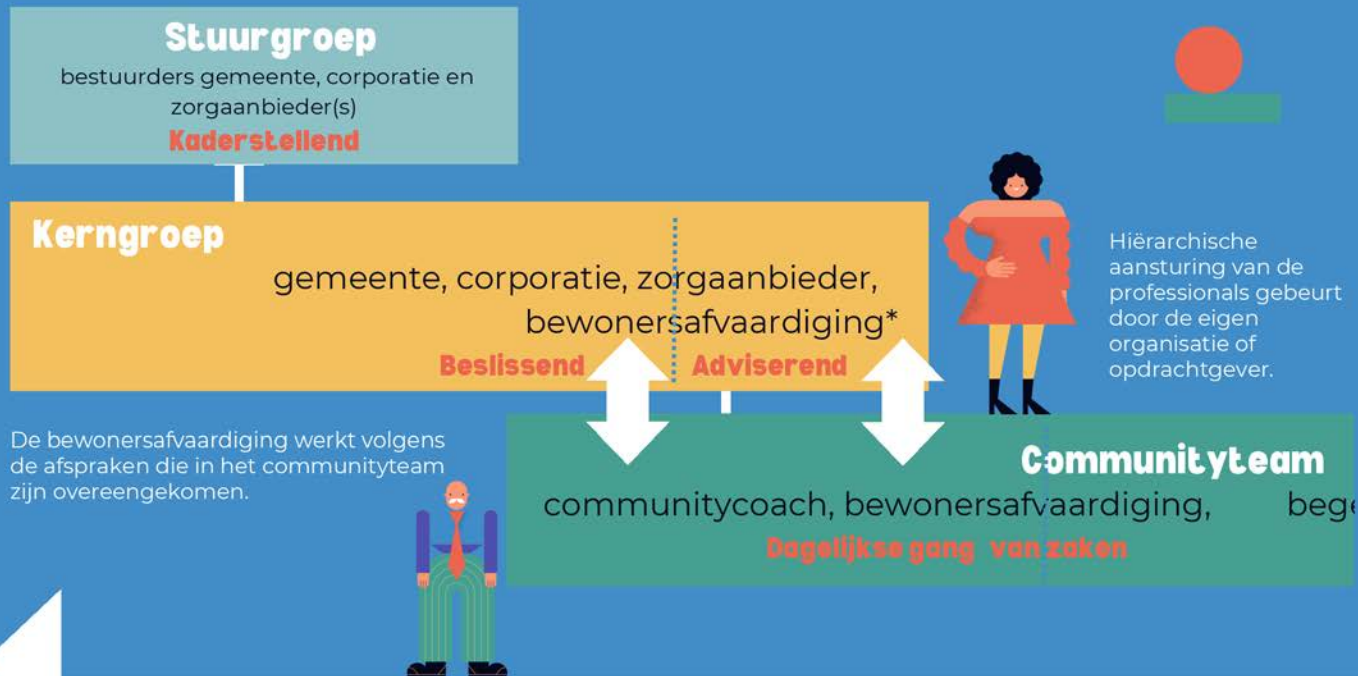 Stuurgroep
bestuurders gemeente, corporatie en
zorgaanbieder(s)
Kaderstellend
Kerngroep
gemeente, corporatie, zorgaanbieder,
bewonersafvaardiging*
Beslissend
Adviserend
Hiërarchische
aansturing van de
professionals gebeurt
door de eigen
organisatie of
opdrachtgever.
De bewonersafvaardiging werkt volgens
de afspraken die in het communityteam
zijn overeengekomen.
Communityteam
communitycoach, bewonersafvaardiging,
Dagelijkse gang van zaken